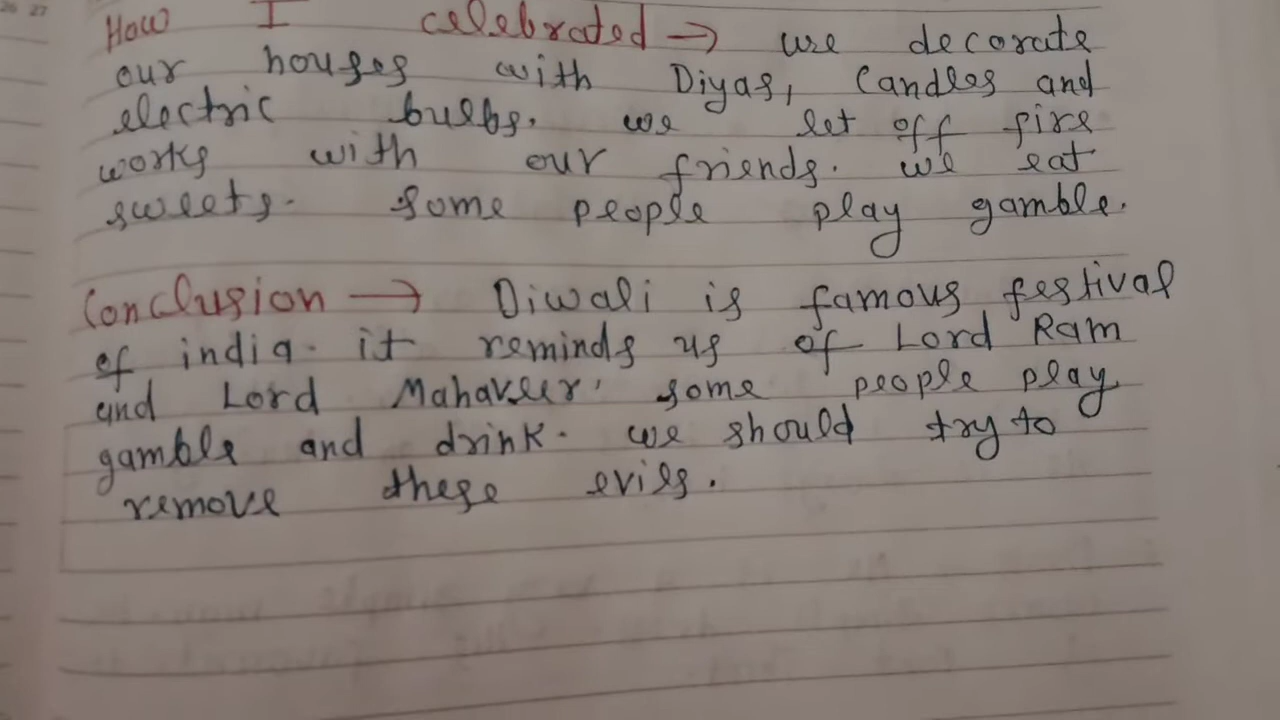 26 27
How I celebrated → we decorate
our houses with Diyas, Candles and
electric bulbs. we let off fire
works with our friends. we eat
sweets. Some people play gamble.
Conclusion → Diwali is famous festival
of india. it reminds us of Lord Ram
and Lord Mahaveer. some people play
gamble and drink. we should try to
remove these evils.